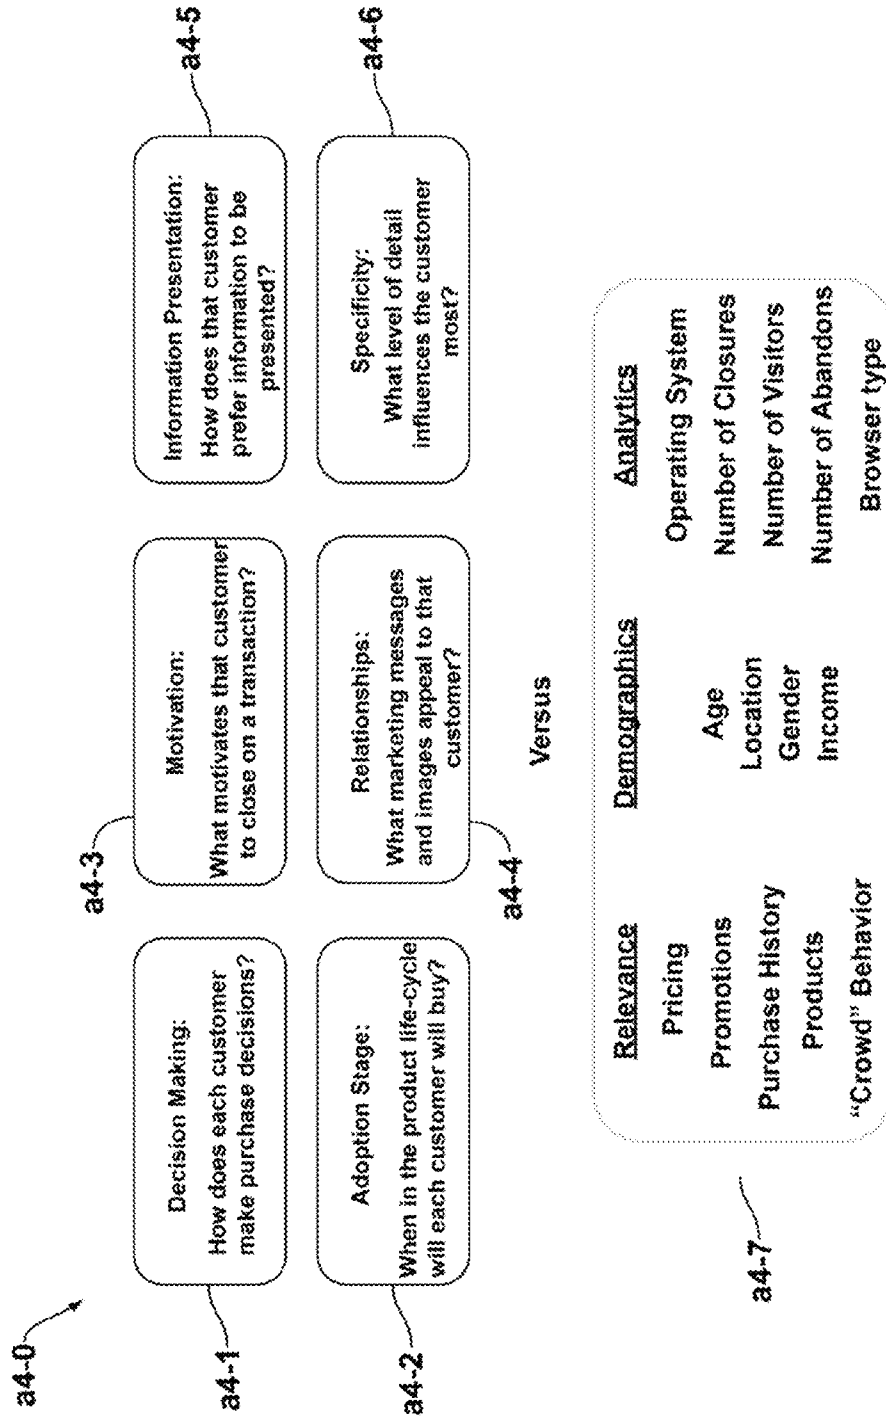 a4-0
a4-1
Decision Making:
How does each customer
make purchase decisions?
a4-2
Adoption Stage:
When in the product life-cycle
will each customer will buy?
a4-3
Motivation:
What motivates that customer
to close on a transaction?
a4-4
Relationships:
What marketing messages
and images appeal to that
customer?
a4-5
Information Presentation:
How does that customer
prefer information to be
presented?
a4-6
Specificity:
What level of detail
influences the customer
most?
Versus
a4-7
Relevance
Pricing
Promotions
Purchase History
Products
"Crowd" Behavior
Demographics
Age
Location
Gender
Income
Analytics
Operating System
Number of Closures
Number of Visitors
Number of Abandons
Browser type